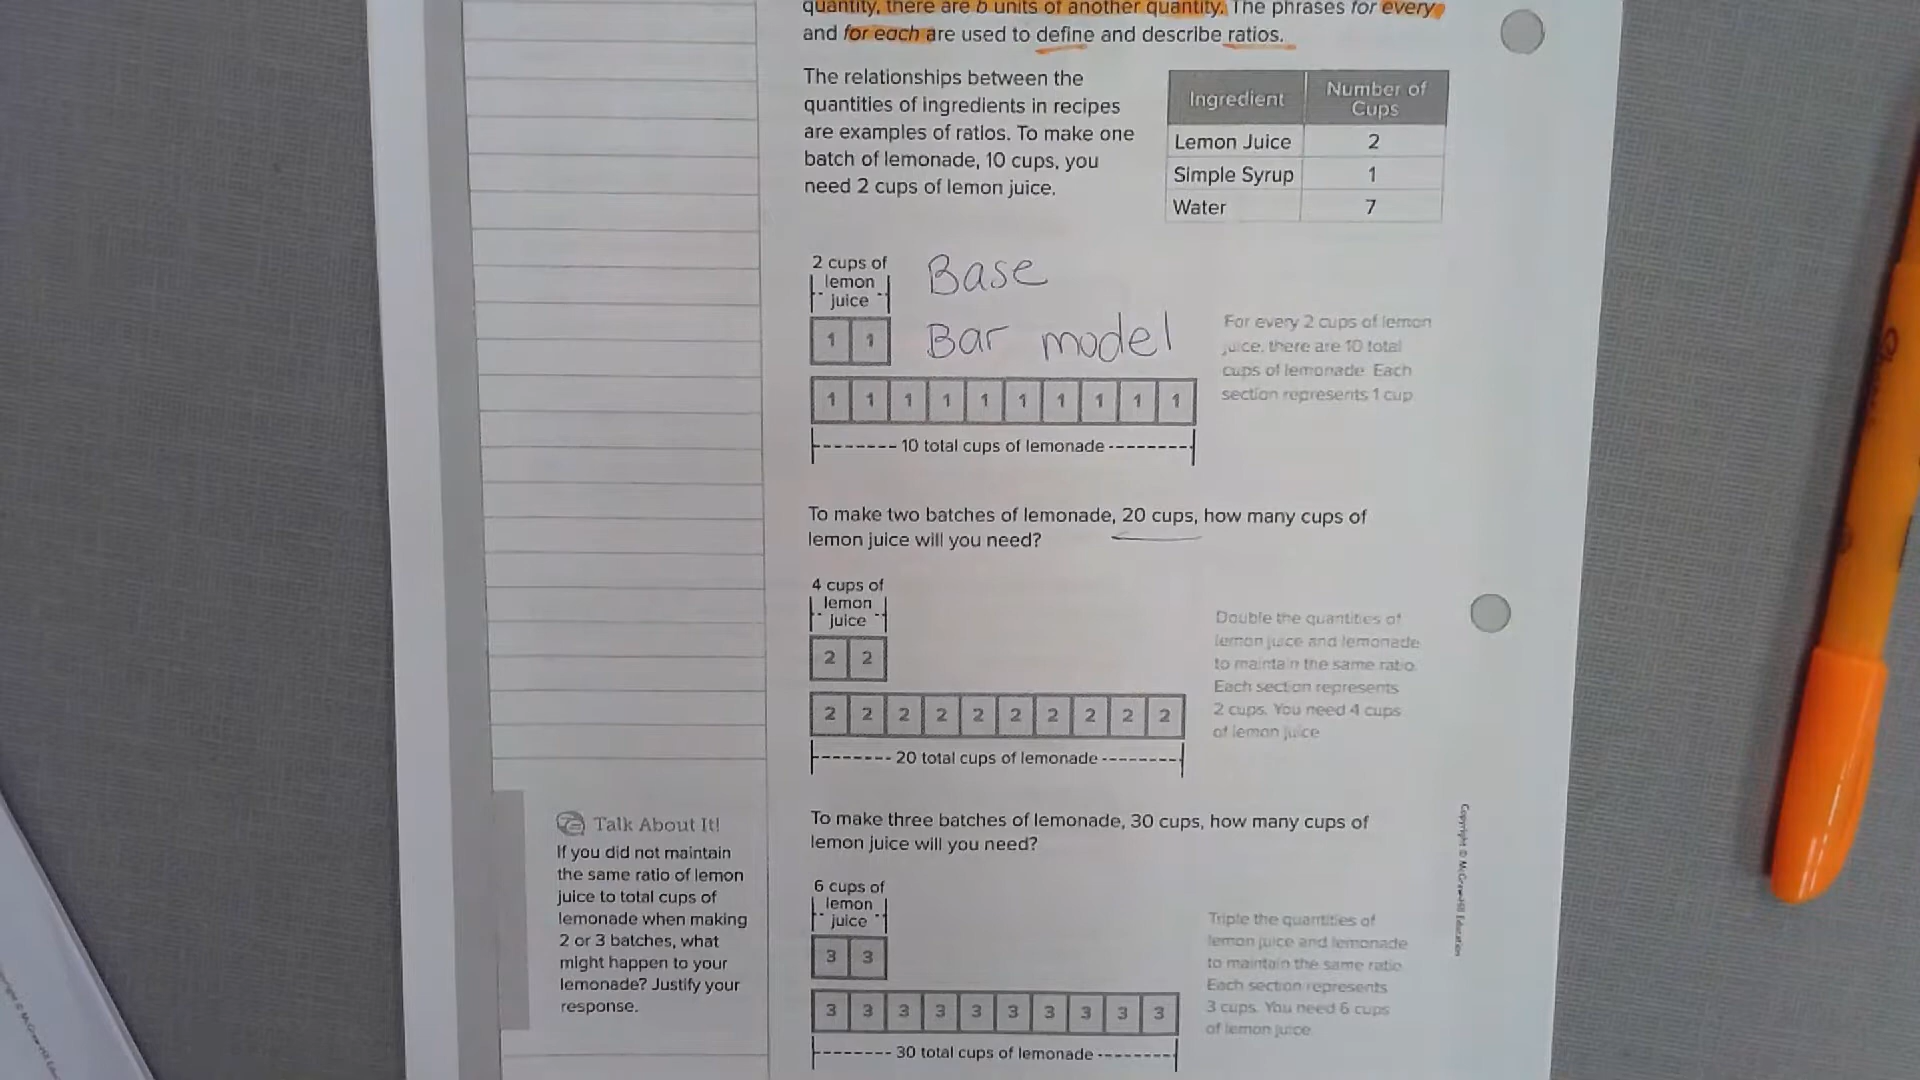 quantity, there are b units of another quantity. The phrases for every
and for each are used to define and describe ratios.
The relationships between the
quantities of ingredients in recipes
are examples of ratios. To make one
batch of lemonade, 10 cups, you
need 2 cups of lemon juice.
Ingredient Number of Cups
Lemon Juice 2
Simple Syrup 1
Water 7
2 cups of
lemon
juice
Base
Bar model
1 1
1 1 1 1 1 1 1 1 1 1
10 total cups of lemonade
For every 2 cups of lemon
juice, there are 10 total
cups of lemonade. Each
section represents 1 cup
To make two batches of lemonade, 20 cups, how many cups of
lemon juice will you need?
4 cups of
lemon
juice
2 2
2 2 2 2 2 2 2 2 2 2
20 total cups of lemonade
Double the quantities of
lemon juice and lemonade
to maintain the same ratio.
Each section represents
2 cups. You need 4 cups
of lemon juice
To make three batches of lemonade, 30 cups, how many cups of
lemon juice will you need?
6 cups of
lemon
juice
3 3
3 3 3 3 3 3 3 3 3 3
30 total cups of lemonade
Triple the quantities of
lemon juice and lemonade
to maintain the same ratio.
Each section represents
3 cups. You need 6 cups
of lemon juice
Talk About It!
If you did not maintain
the same ratio of lemon
juice to total cups of
lemonade when making
2 or 3 batches, what
might happen to your
lemonade? Justify your
response.
Copyright © McGraw-Hill Education